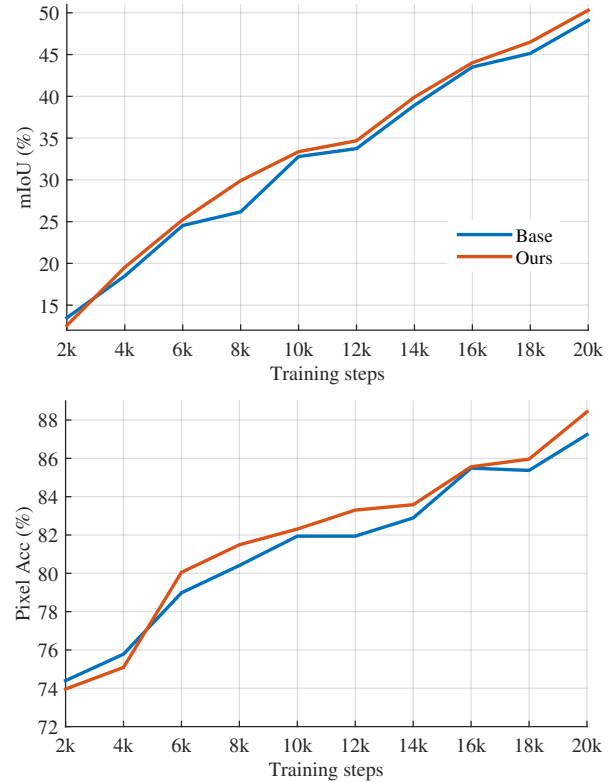 50
45
40
35
30
25
20
15
mIoU (%)
Base
Ours
2k 4k 6k 8k 10k 12k 14k 16k 18k 20k
Training steps
88
86
84
82
80
78
76
74
72
Pixel Acc (%)
2k 4k 6k 8k 10k 12k 14k 16k 18k 20k
Training steps